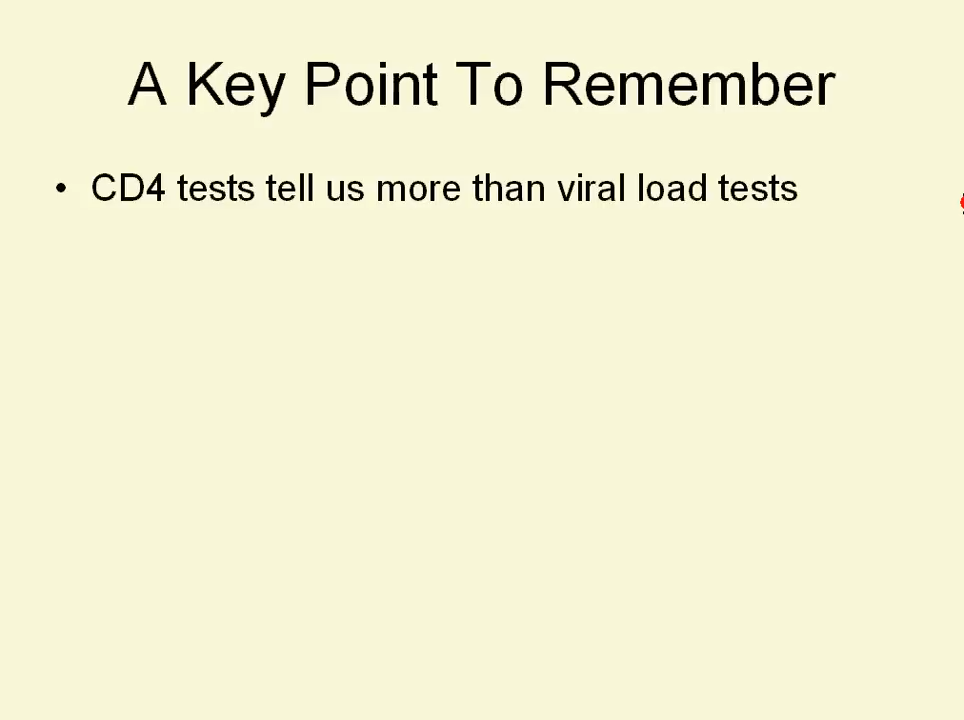 A Key Point To Remember
• CD4 tests tell us more than viral load tests